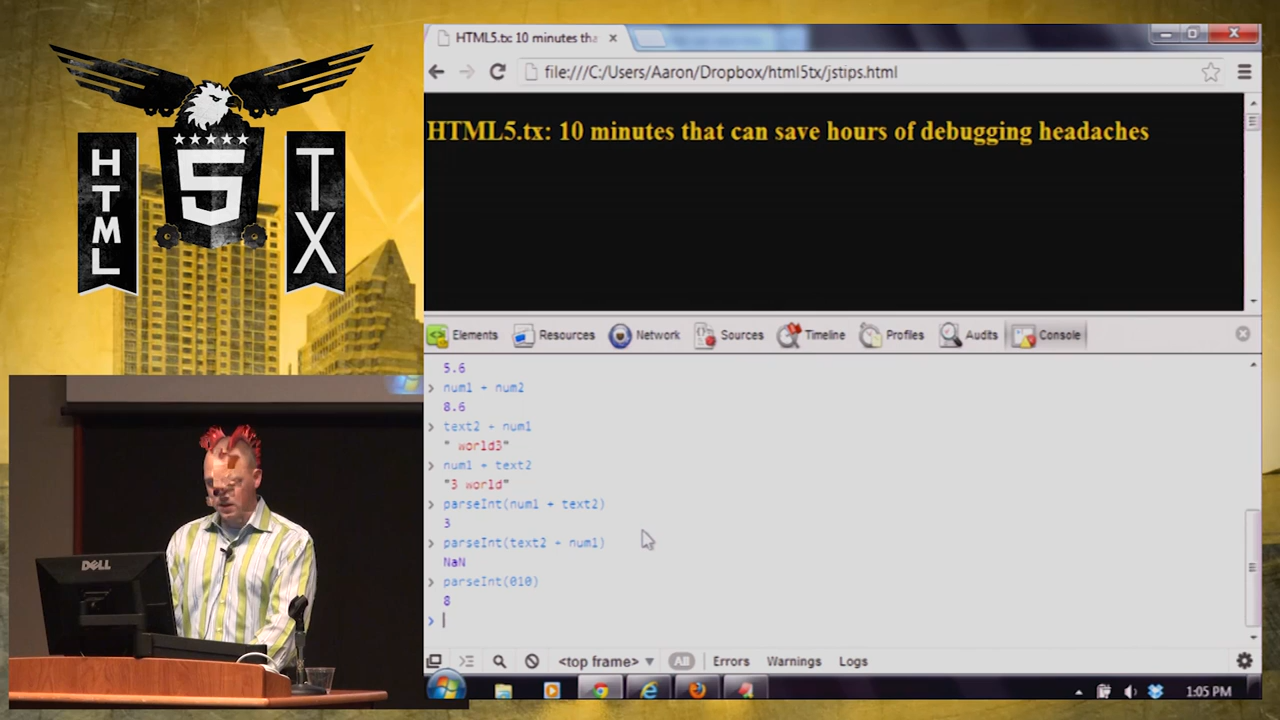 HTML
5
TX
HTML5.tx: 10 minutes tha
file:///C:/Users/Aaron/Dropbox/html5tx/jstips.html
HTML5.tx: 10 minutes that can save hours of debugging headaches
Elements Resources Network Sources Timeline Profiles Audits Console
5.6
> num1 + num2
8.6
> text2 + num1
" world3"
> num1 + text2
"3 world"
> parseInt(num1 + text2)
3
> parseInt(text2 + num1)
NaN
> parseInt(010)
8
>
<top frame> All Errors Warnings Logs
1:05 PM
DELL